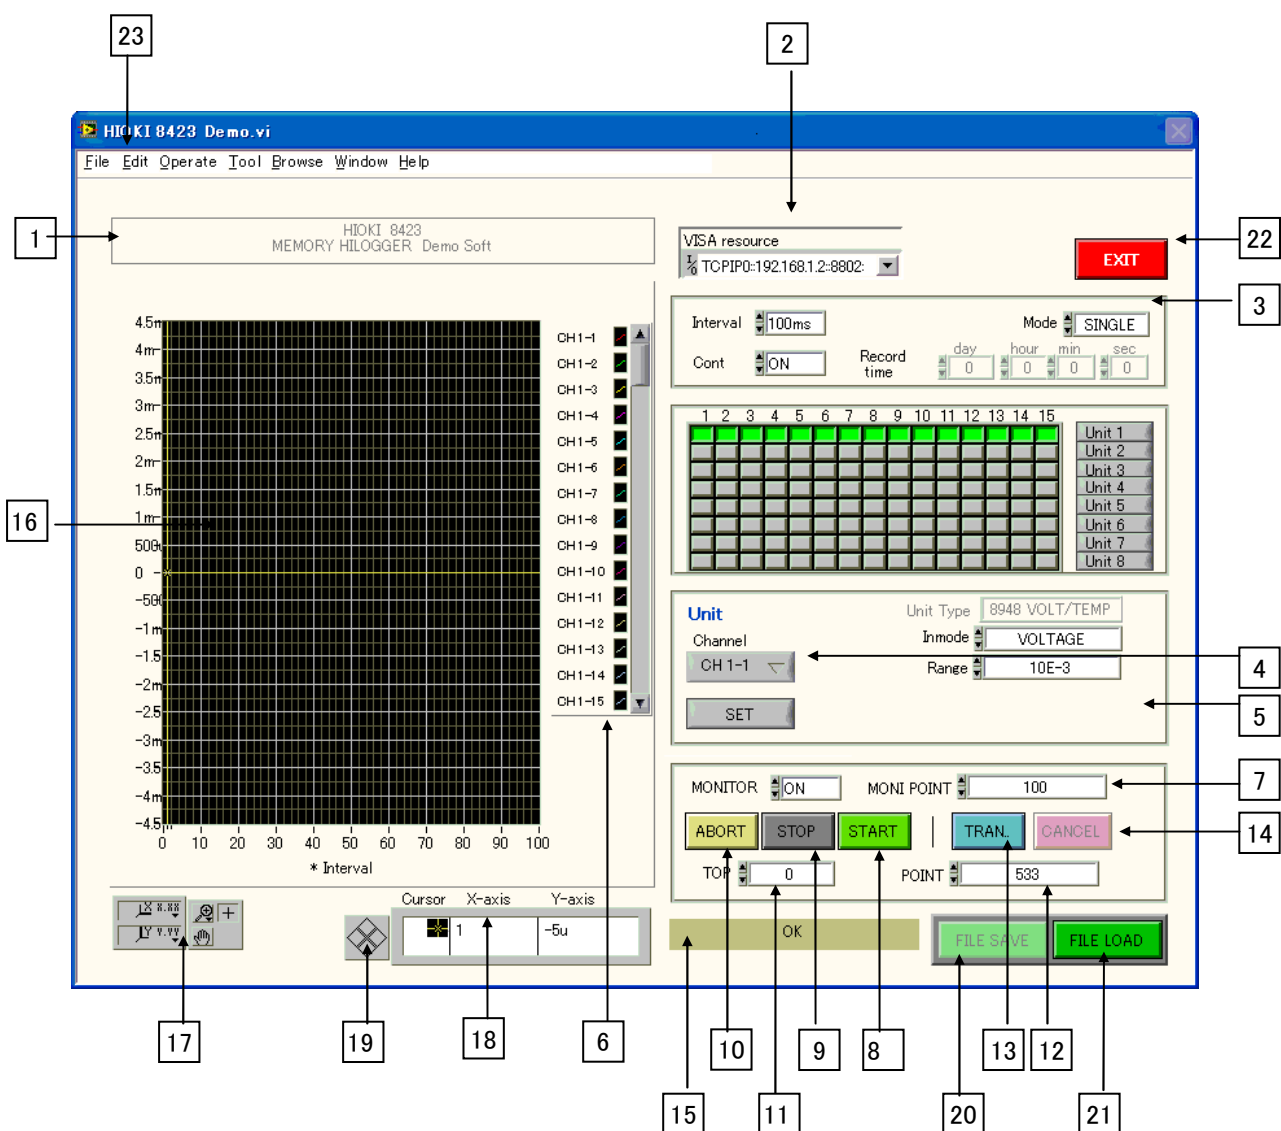 23
2
HIOKI 8423 Demo.vi
File Edit Operate Tool Browse Window Help
1
HIOKI 8423
MEMORY HILOGGER Demo Soft
VISA resource
I/O TCPIP0::192.168.1.2::8802:
EXIT
22
3
Interval 100ms
Mode SINGLE
Cont ON
Record time
day hour min sec
0 0 0 0
4.5m
4m
3.5m
3m
2.5m
2m
1.5m
1m
500u
0
-500
-1m
-1.5
-2m
-2.5
-3m
-3.5
-4m
-4.5
0 10 20 30 40 50 60 70 80 90 100
* Interval
16
CH1-1
CH1-2
CH1-3
CH1-4
CH1-5
CH1-6
CH1-7
CH1-8
CH1-9
CH1-10
CH1-11
CH1-12
CH1-13
CH1-14
CH1-15
1 2 3 4 5 6 7 8 9 10 11 12 13 14 15
Unit 1
Unit 2
Unit 3
Unit 4
Unit 5
Unit 6
Unit 7
Unit 8
Unit
Unit Type 8948 VOLT/TEMP
Channel
Inmode VOLTAGE
CH 1-1
Range 10E-3
SET
4
5
MONITOR ON
MONI POINT 100
7
ABORT STOP START TRAN. CANCEL
14
TOP 0
POINT 533
X X.XX
Y Y.YY
Cursor X-axis Y-axis
1 -5u
OK
FILE SAVE FILE LOAD
17 19 18 6 10 9 8 13 12
15 11 20 21